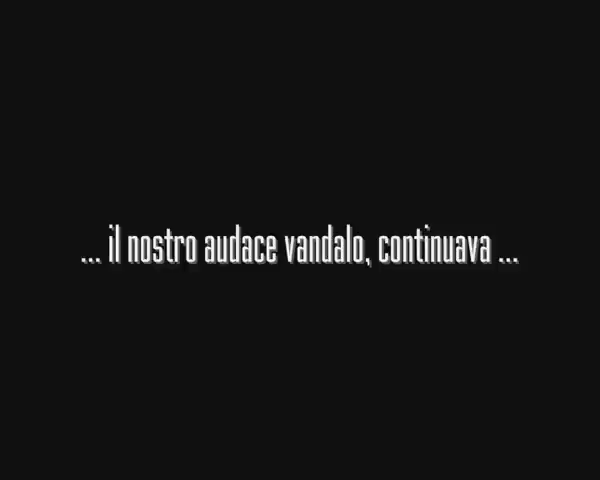 ... il nostro audace vandalo, continuava ...